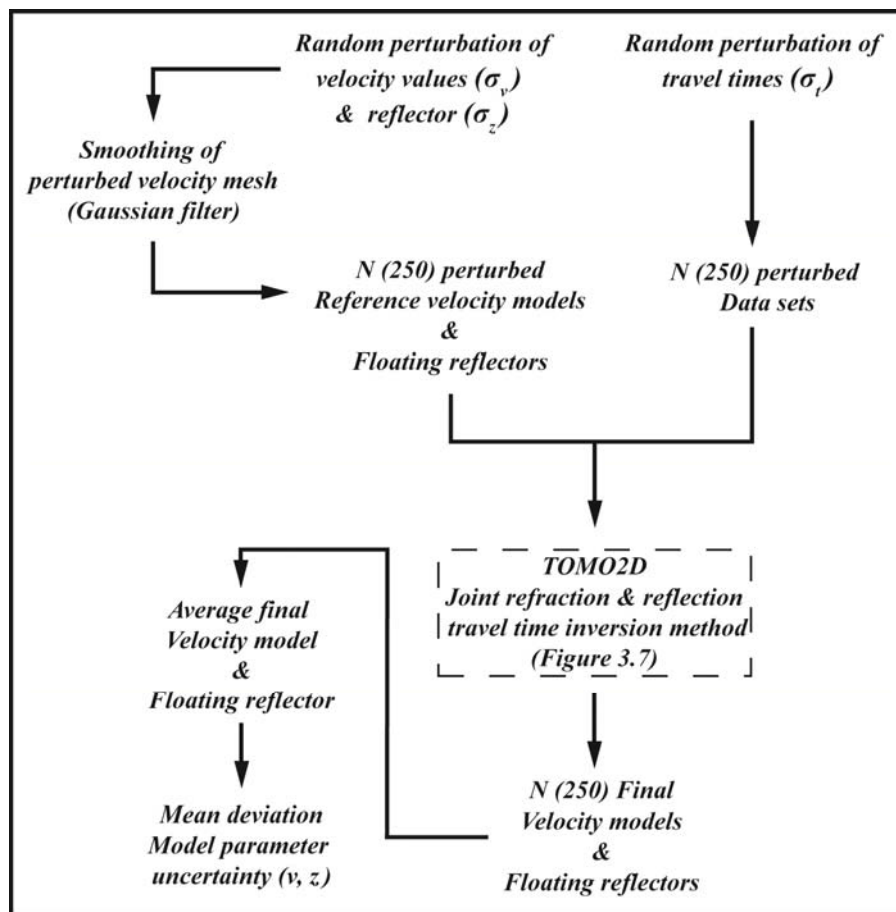 Random perturbation of
velocity values (σv)
& reflector (σz)
Random perturbation of
travel times (σt)
Smoothing of
perturbed velocity mesh
(Gaussian filter)
N (250) perturbed
Reference velocity models
&
Floating reflectors
N (250) perturbed
Data sets
TOMO2D
Joint refraction & reflection
travel time inversion method
(Figure 3.7)
Average final
Velocity model
&
Floating reflector
N (250) Final
Velocity models
&
Floating reflectors
Mean deviation
Model parameter
uncertainty (v, z)